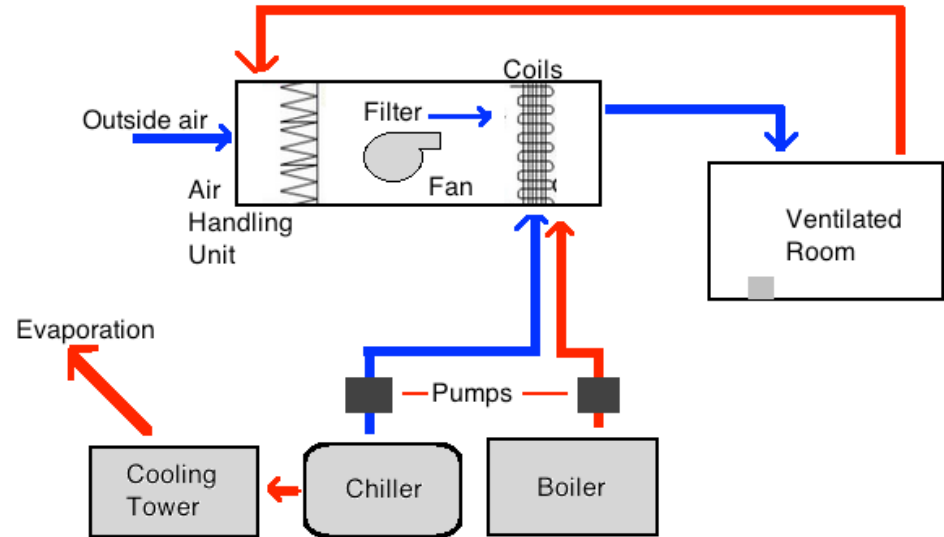 Coils
Outside air
Filter
Fan
Air
Handling
Unit
Ventilated
Room
Evaporation
Pumps
Cooling
Tower
Chiller
Boiler